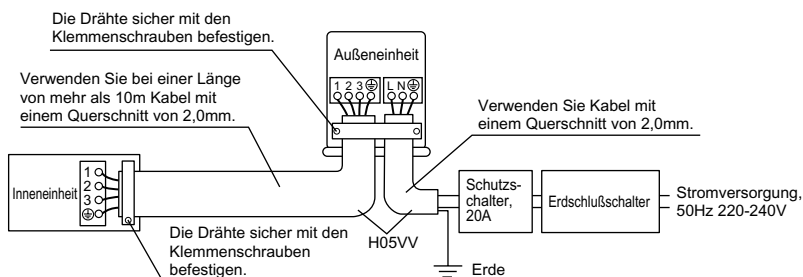 Die Drähte sicher mit den
Klemmenschrauben befestigen.
Außeneinheit
1 2 3
L N
Verwenden Sie bei einer Länge
von mehr als 10m Kabel mit
einem Querschnitt von 2,0mm.
Verwenden Sie Kabel mit
einem Querschnitt von 2,0mm.
Inneneinheit
1
2
3
Schutzs-
chalter,
20A
Erdschlußschalter
Stromversorgung,
50Hz 220-240V
Die Drähte sicher mit den
Klemmenschrauben
befestigen.
H05VV
Erde